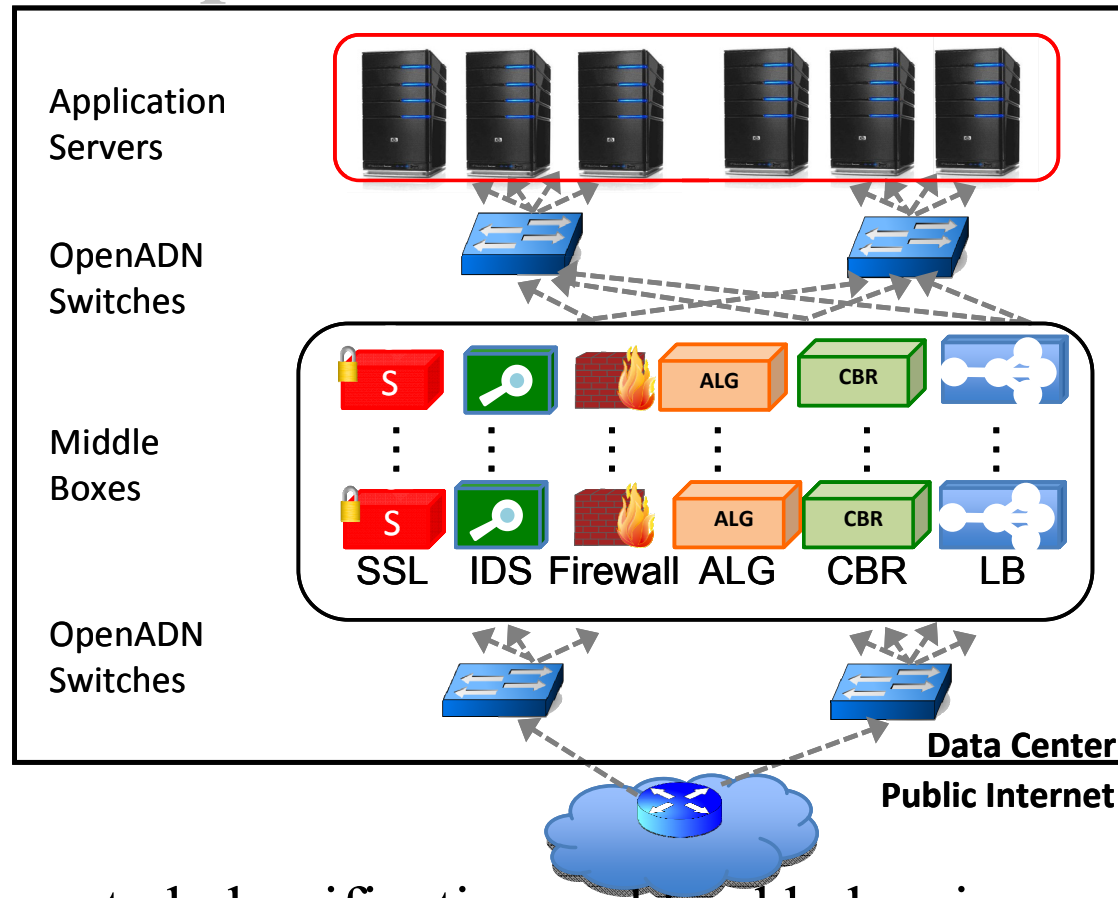 Application
Servers
OpenADN
Switches
S
ALG
CBR
Middle
Boxes
S
ALG
CBR
SSL IDS Firewall ALG CBR LB
OpenADN
Switches
Data Center
Public Internet